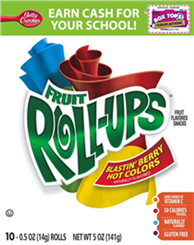 Betty
Crocker
EARN CASH FOR
YOUR SCHOOL!
BOX TOPS
EDUCATION
FRUIT
ROLL-UPS
FRUIT
FLAVORED
SNACKS
BLASTIN' BERRY
HOT COLORS
NATURALLY FLAVORED
GOOD SOURCE OF
VITAMIN C
50 CALORIES
PER ROLL
NATURALLY
FLAVORED
GLUTEN FREE
10 - 0.5 OZ (14g) ROLLS NET WT 5 OZ (141g)